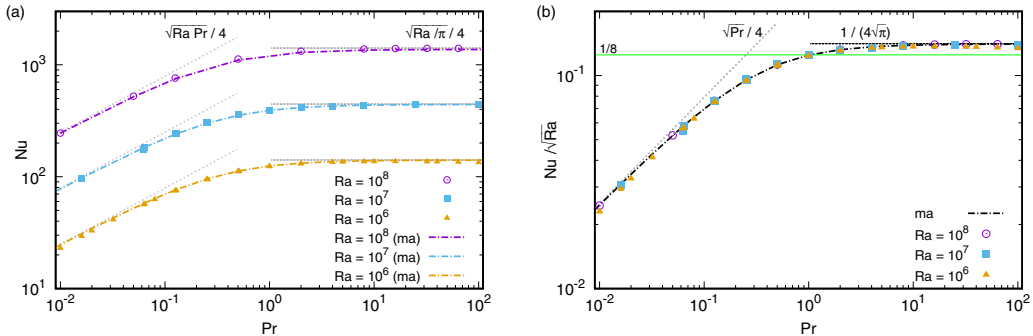 (a)
√Ra Pr / 4
√Ra /π / 4
10³
10²
10¹
Nu
Ra = 10⁸
Ra = 10⁷
Ra = 10⁶
Ra = 10⁸ (ma)
Ra = 10⁷ (ma)
Ra = 10⁶ (ma)
10⁻² 10⁻¹ 10⁰ 10¹ 10²
Pr
(b)
√Pr / 4
1 / (4√π)
1/8
10⁻¹
10⁻²
Nu /√Ra
ma
Ra = 10⁸
Ra = 10⁷
Ra = 10⁶
10⁻² 10⁻¹ 10⁰ 10¹ 10²
Pr